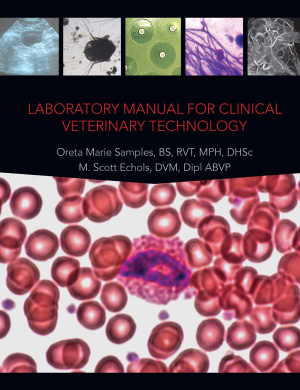 LABORATORY MANUAL FOR CLINICAL
VETERINARY TECHNOLOGY
Oreta Marie Samples, BS, RVT, MPH, DHSc
M. Scott Echols, DVM, Dipl ABVP